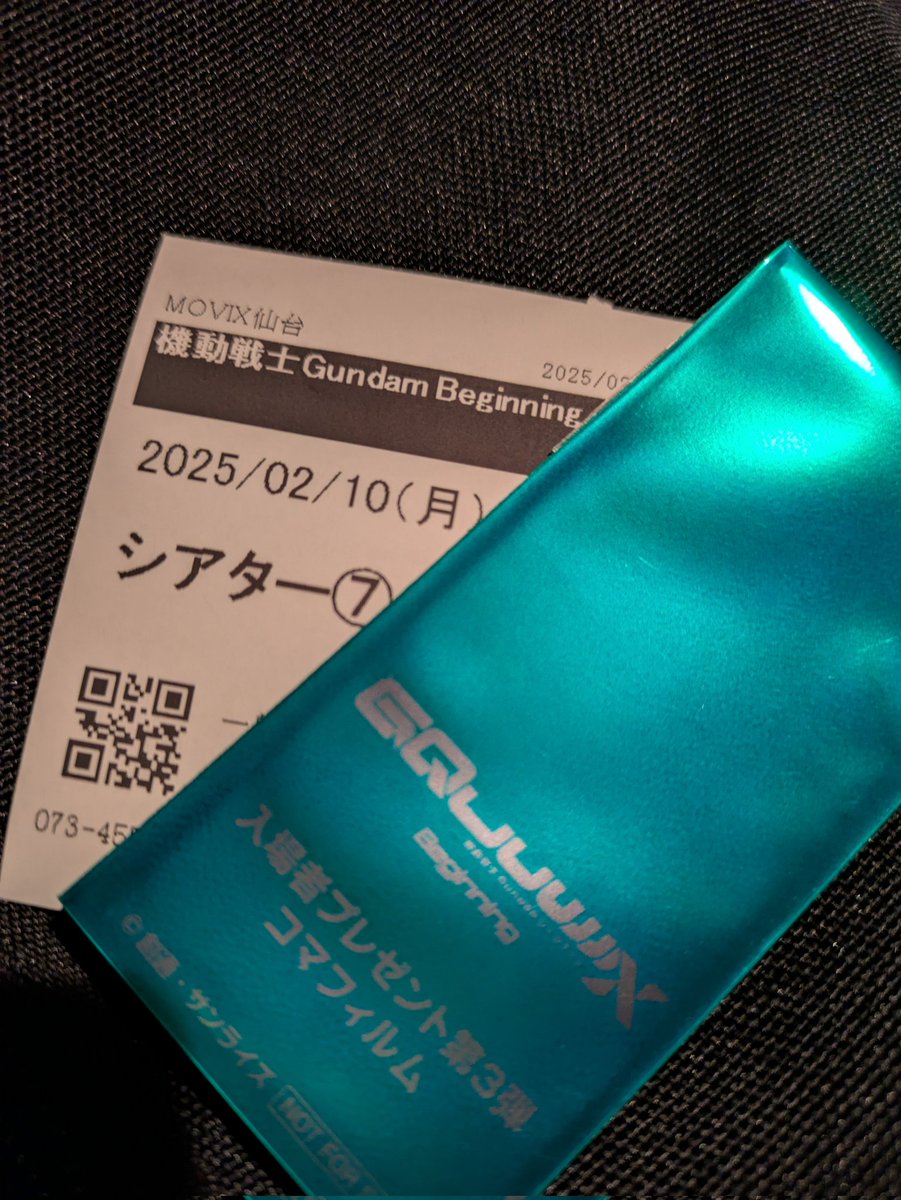 MOVIX仙台
2025/02
機動戦士Gundam Beginning
2025/02/10(月)
シアター⑦
073-45
GQuuuuuuX
Beginning
入場者プレゼント第3弾
コマフィルム
©創通・サンライズ
NOT FOR